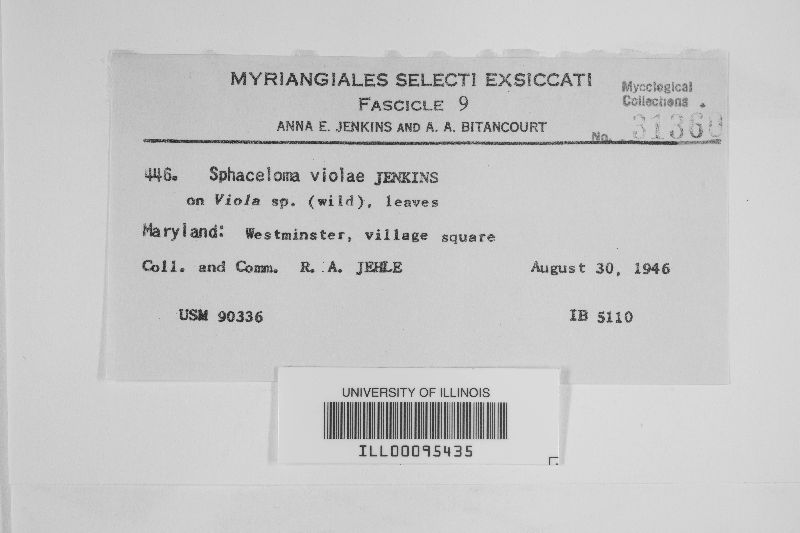 MYRIANGIALES SELECTI EXSICCATI
FASCICLE 9
ANNA E. JENKINS AND A. A. BITANCOURT
Mycological
Collections .
No. 31360
446. Sphaceloma violae JENKINS
on Viola sp. (wild), leaves
Maryland: Westminster, village square
Coll. and Comm. R. A. JEHLE August 30, 1946
USM 90336 IB 5110
UNIVERSITY OF ILLINOIS
ILL00095435